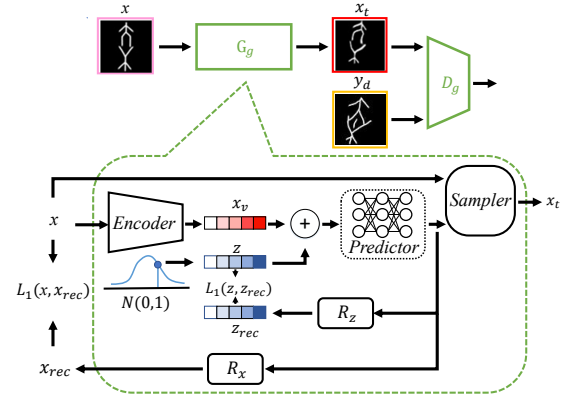 x
x_t
G_g
y_d
D_g
x
Encoder
x_v
+
Predictor
Sampler
x_t
z
N(0,1)
L_1(z, z_rec)
z_rec
R_z
L_1(x, x_rec)
x_rec
R_x